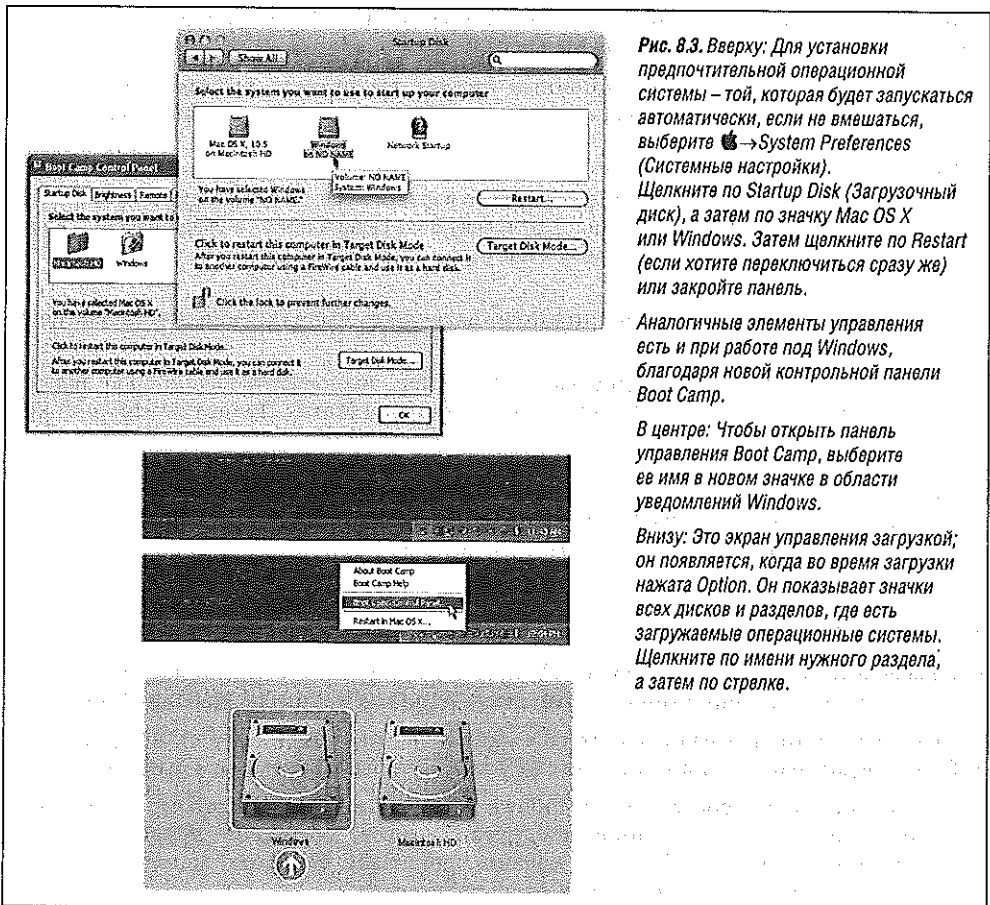 Startup Disk
Show All
Select the system you want to use to start up your computer
Mac OS X, 10.5
on Macintosh HD
Windows
on NO NAME
Network Startup
Volume: NO NAME
System: Windows
You have selected Windows
on the volume "NO NAME."
Restart...
Click to restart this computer in Target Disk Mode
After you restart this computer in Target Disk Mode, you can connect it
to another computer using a FireWire cable and use it as a hard disk.
Target Disk Mode...
Click the lock to prevent further changes.
Boot Camp Control Panel
Startup Disk Brightness Remote
Select the system you want to
Windows
You have selected Mac OS X
on the volume "Macintosh HD".
Click to restart this computer in Target Disk Mode
After you restart this computer in Target Disk Mode, you can connect it
to another computer using a FireWire cable and use it as a hard disk.
Target Disk Mode...
OK
About Boot Camp
Boot Camp Help
Restart in Mac OS X...
Windows
Macintosh HD
Рис. 8.3. Вверху: Для установки
предпочтительной операционной
системы – той, которая будет запускаться
автоматически, если не вмешаться,
выберите →System Preferences
(Системные настройки).
Щелкните по Startup Disk (Загрузочный
диск), а затем по значку Mac OS X
или Windows. Затем щелкните по Restart
(если хотите переключиться сразу же)
или закройте панель.
Аналогичные элементы управления
есть и при работе под Windows,
благодаря новой контрольной панели
Boot Camp.
В центре: Чтобы открыть панель
управления Boot Camp, выберите
ее имя в новом значке в области
уведомлений Windows.
Внизу: Это экран управления загрузкой;
он появляется, когда во время загрузки
нажата Option. Он показывает значки
всех дисков и разделов, где есть
загружаемые операционные системы.
Щелкните по имени нужного раздела,
а затем по стрелке.